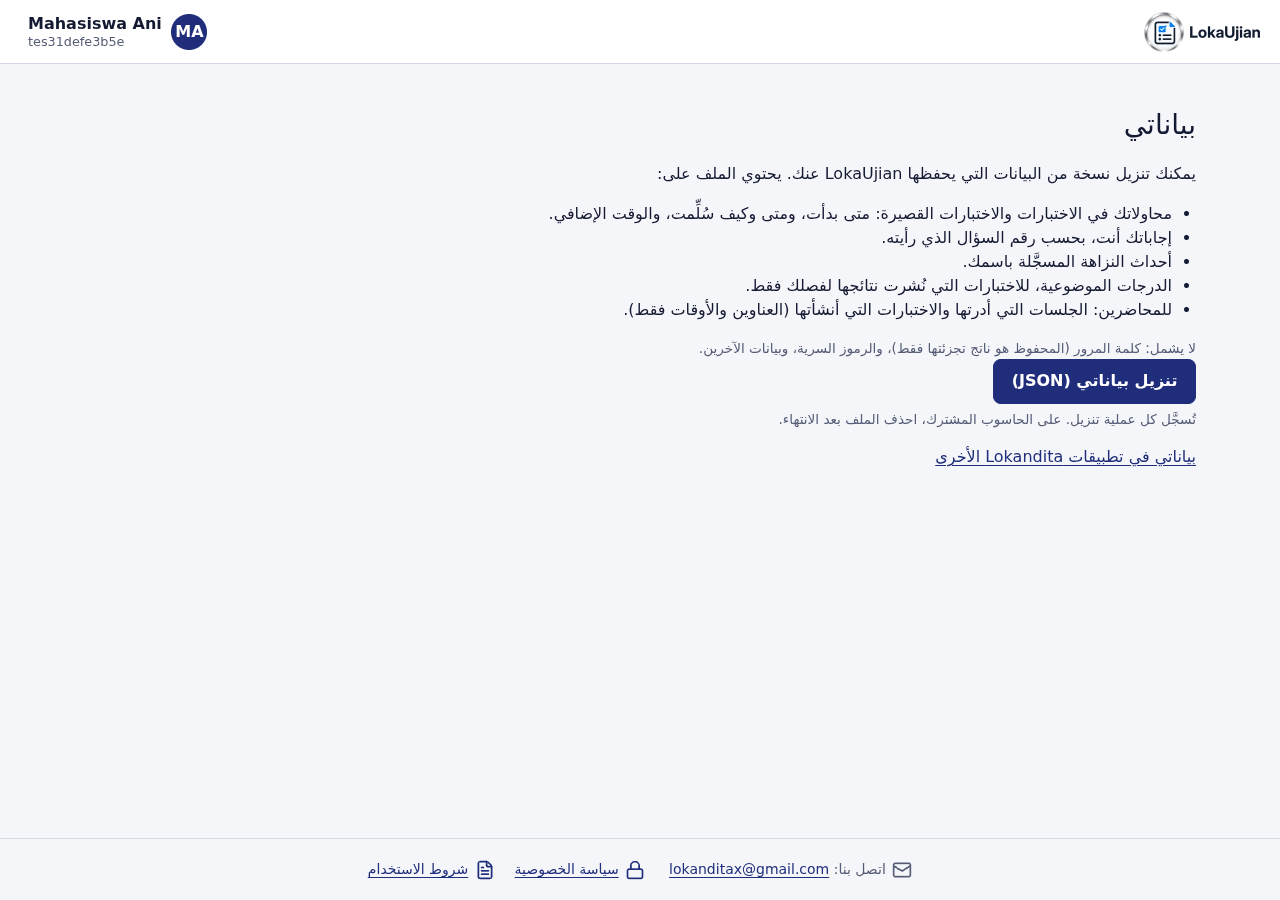 LokaUjian
Mahasiswa Ani
tes31defe3b5e
MA
بياناتي
يمكنك تنزيل نسخة من البيانات التي يحفظها LokaUjian عنك. يحتوي الملف على:
• محاولاتك في الاختبارات والاختبارات القصيرة: متى بدأت، ومتى وكيف سُلِّمت، والوقت الإضافي.
• إجاباتك أنت، بحسب رقم السؤال الذي رأيته.
• أحداث النزاهة المسجَّلة باسمك.
• الدرجات الموضوعية، للاختبارات التي نُشرت نتائجها لفصلك فقط.
• للمحاضرين: الجلسات التي أدرتها والاختبارات التي أنشأتها (العناوين والأوقات فقط).
لا يشمل: كلمة المرور (المحفوظ هو ناتج تجزئتها فقط)، والرموز السرية، وبيانات الآخرين.
تنزيل بياناتي (JSON)
تُسجَّل كل عملية تنزيل. على الحاسوب المشترك، احذف الملف بعد الانتهاء.
بياناتي في تطبيقات Lokandita الأخرى
اتصل بنا: lokanditax@gmail.com
سياسة الخصوصية
شروط الاستخدام